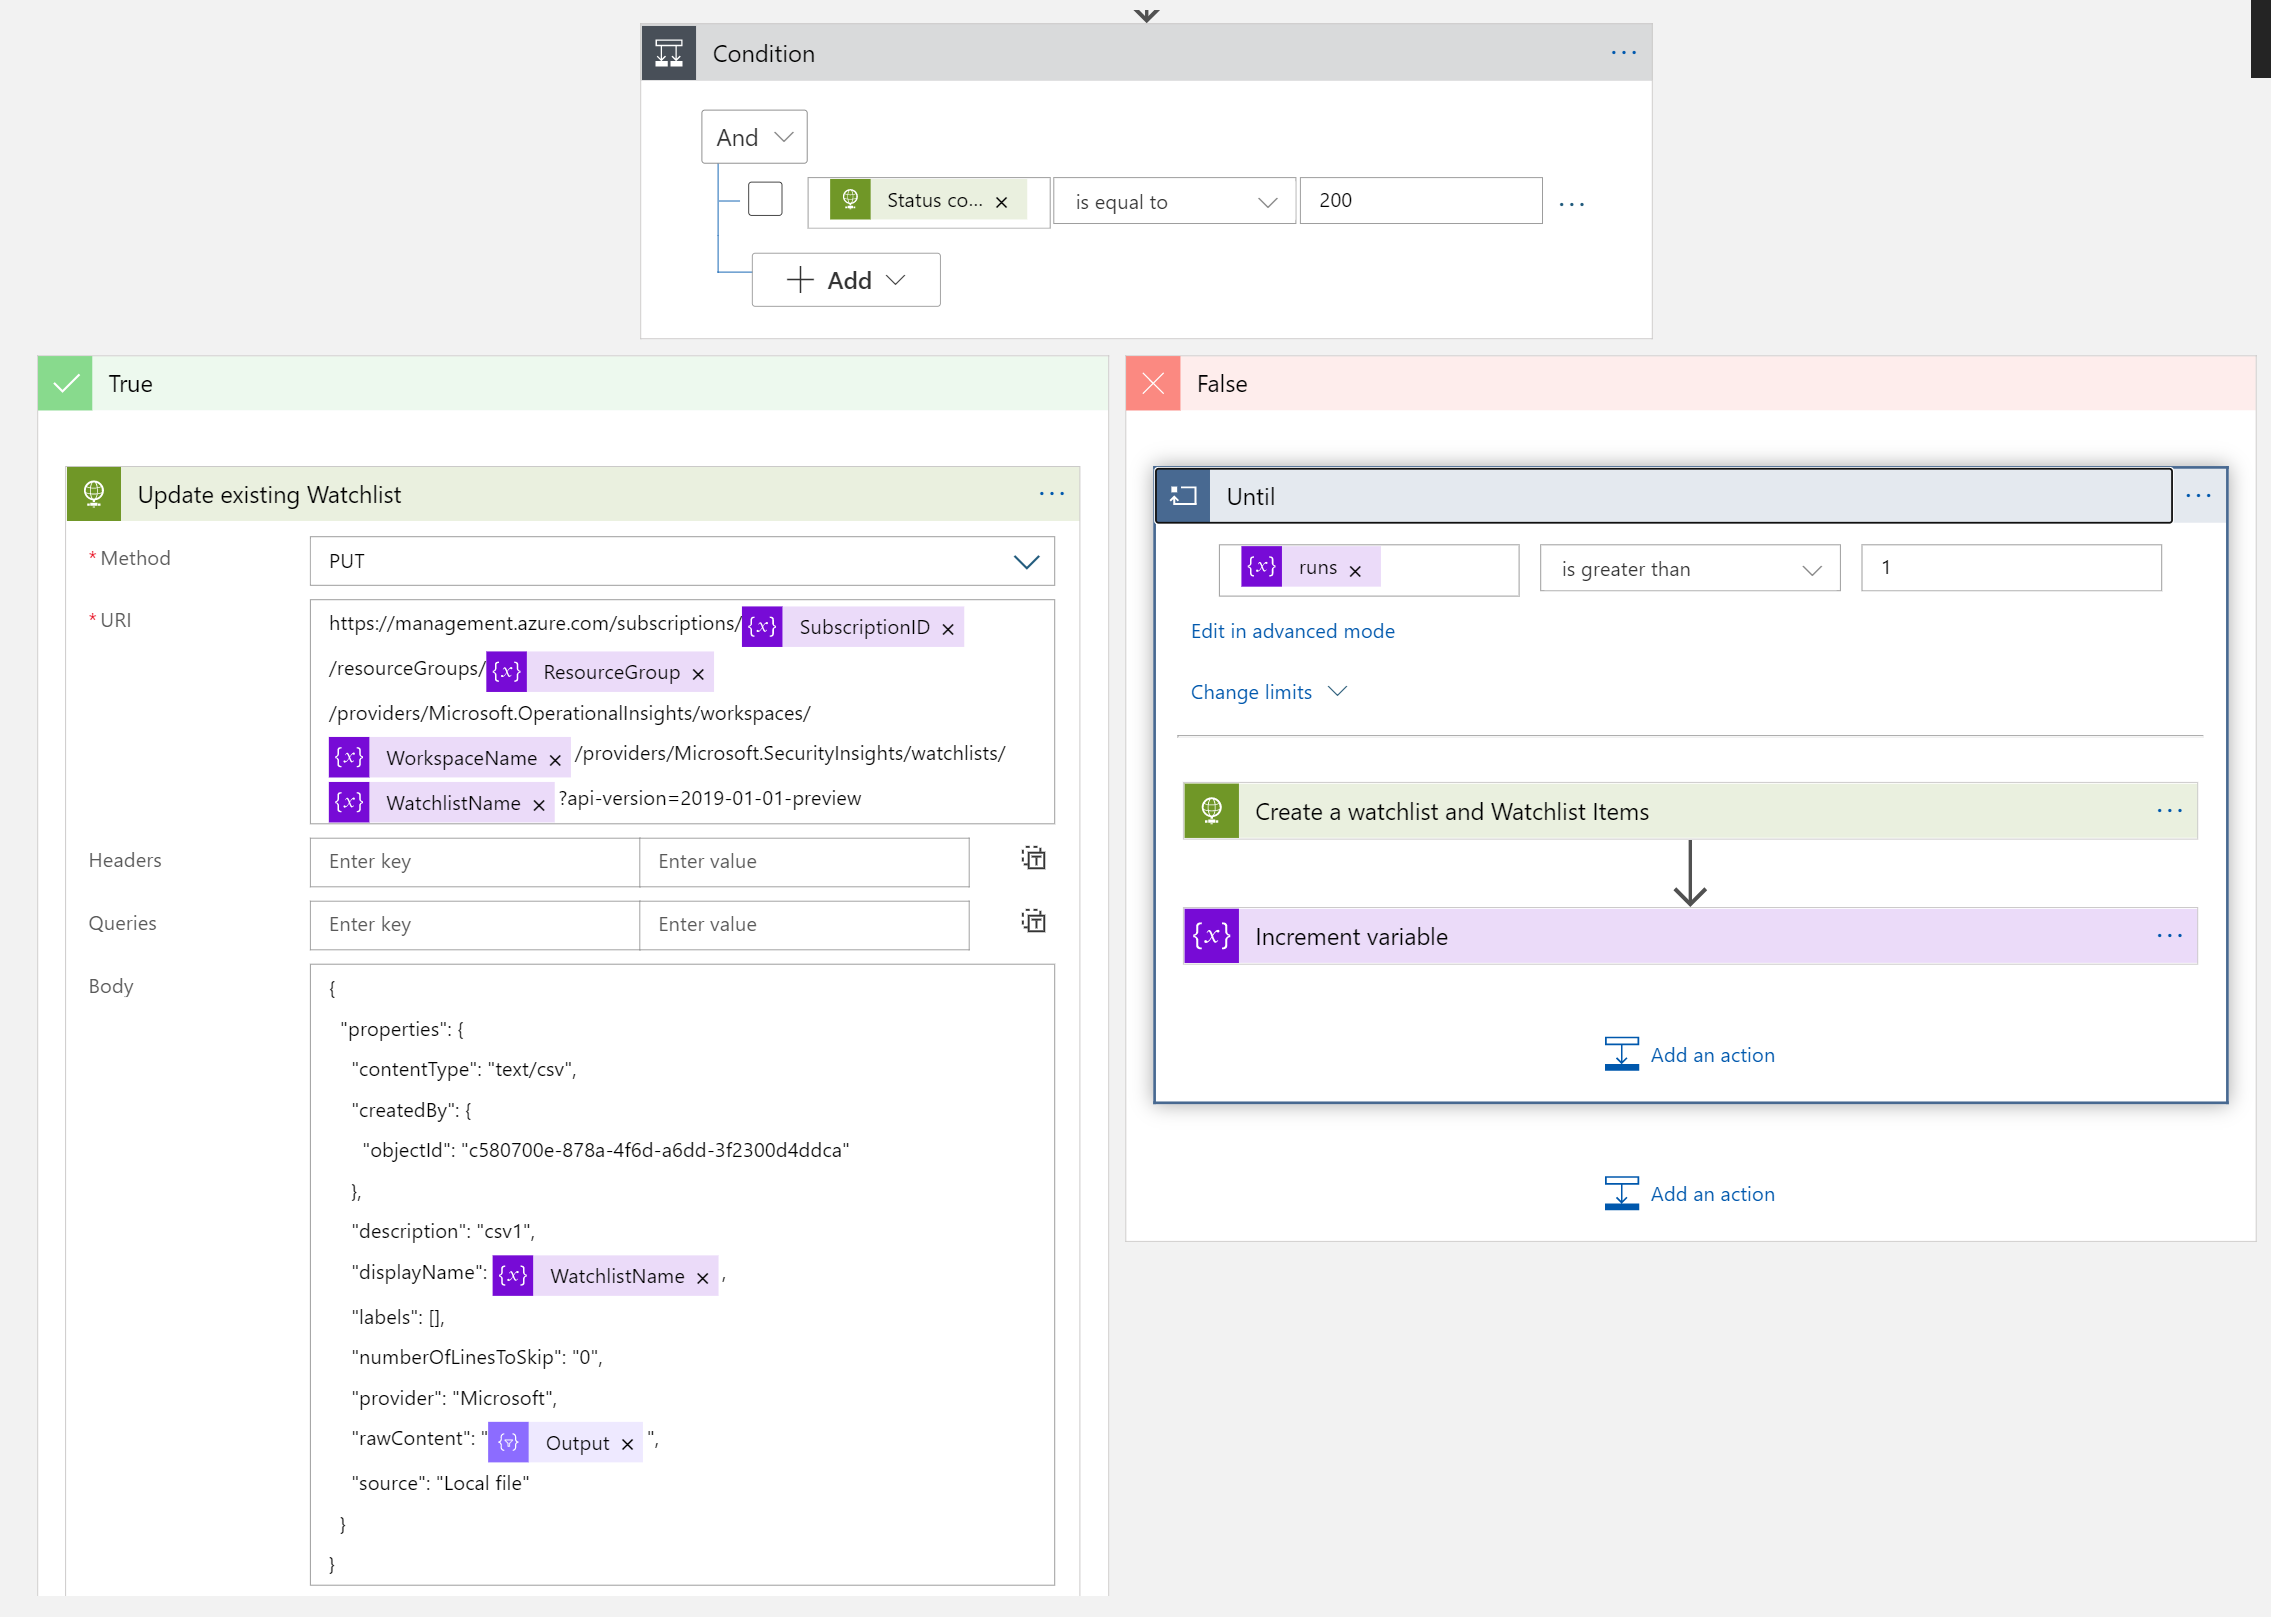 Condition
And
Status co...
is equal to
200
Add
True
Update existing Watchlist
* Method
PUT
* URI
https://management.azure.com/subscriptions/ {x} SubscriptionID
/resourceGroups/ {x} ResourceGroup
/providers/Microsoft.OperationalInsights/workspaces/
{x} WorkspaceName /providers/Microsoft.SecurityInsights/watchlists/
{x} WatchlistName ?api-version=2019-01-01-preview
Headers
Enter key
Enter value
Queries
Enter key
Enter value
Body
{
"properties": {
"contentType": "text/csv",
"createdBy": {
"objectId": "c580700e-878a-4f6d-a6dd-3f2300d4ddca"
},
"description": "csv1",
"displayName": {x} WatchlistName ,
"labels": [],
"numberOfLinesToSkip": "0",
"provider": "Microsoft",
"rawContent": " Output ",
"source": "Local file"
}
}
False
Until
{x} runs
is greater than
1
Edit in advanced mode
Change limits
Create a watchlist and Watchlist Items
{x} Increment variable
Add an action
Add an action